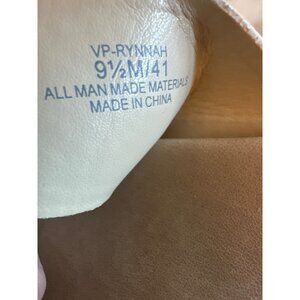 VP-RYNNAH
9½M/41
ALL MAN MADE MATERIALS
MADE IN CHINA